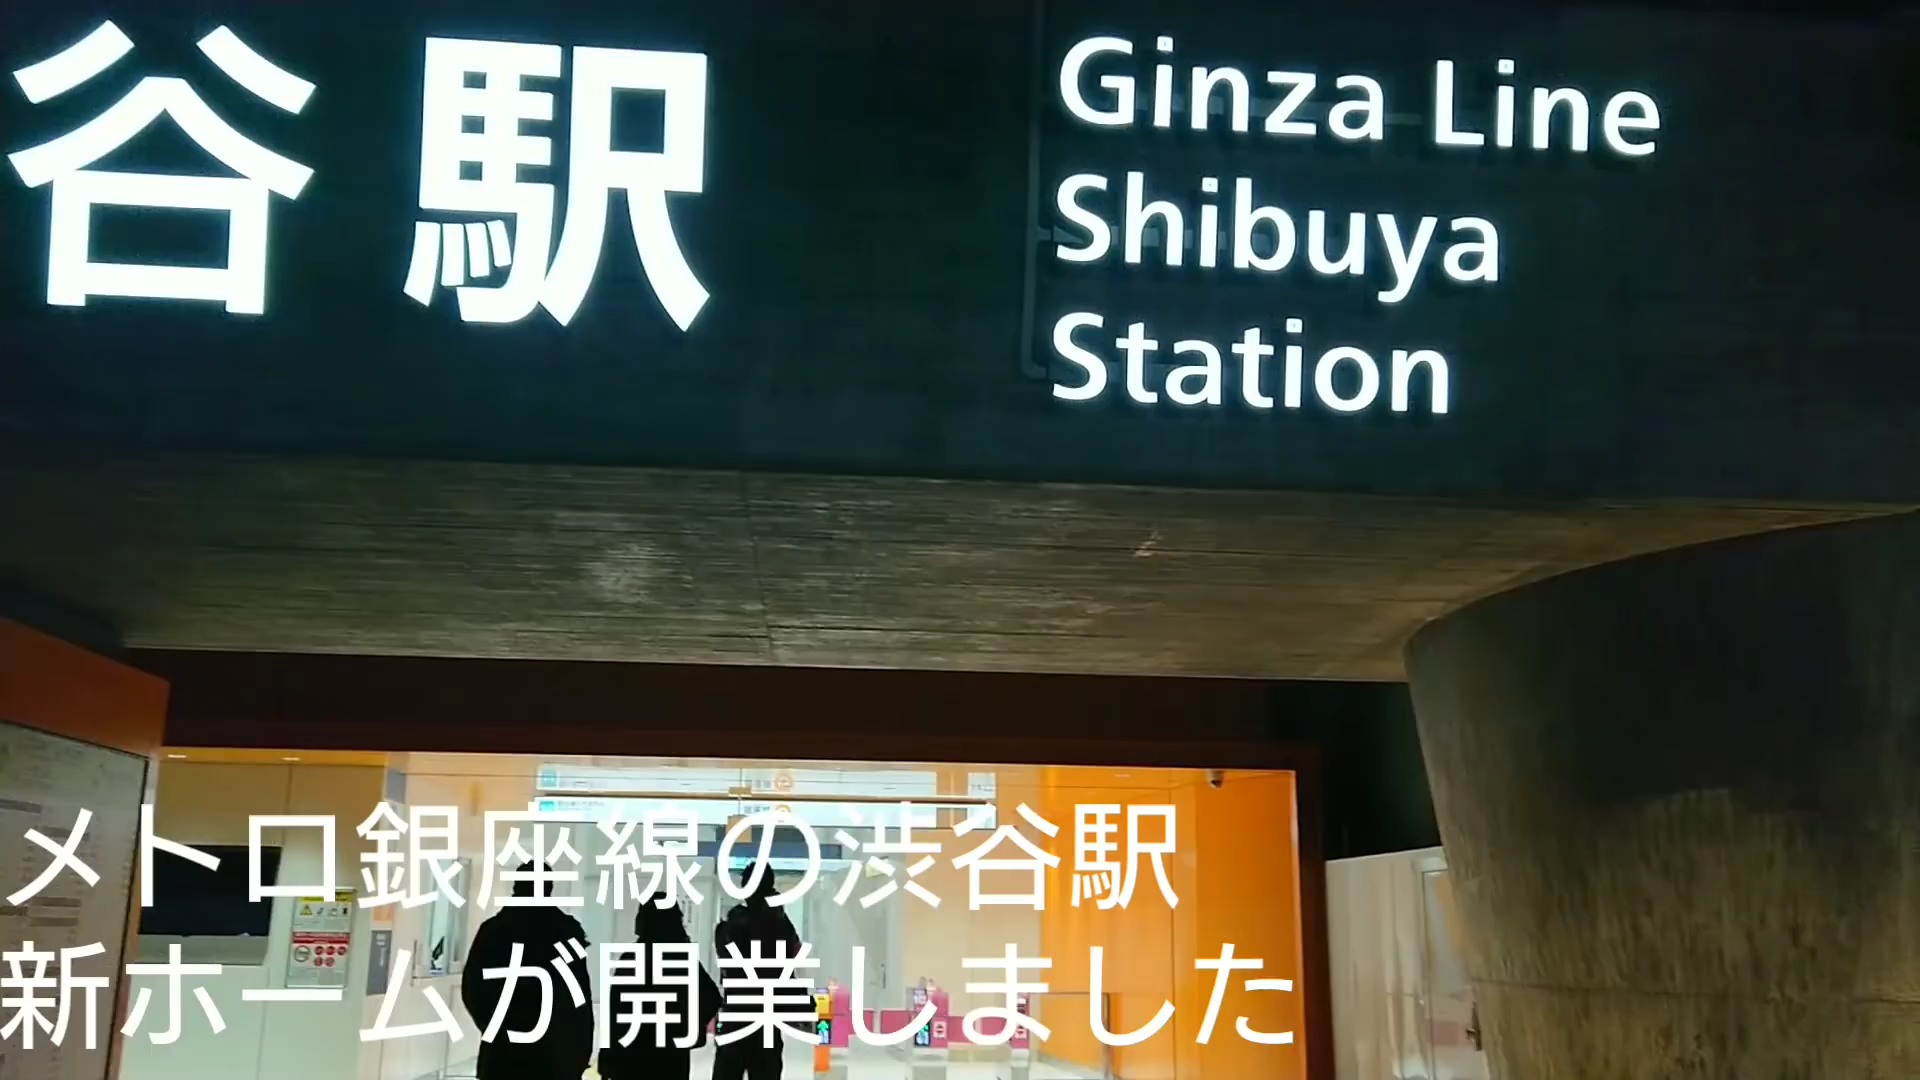 谷駅
Ginza Line
Shibuya
Station
メトロ銀座線の渋谷駅
新ホームが開業しました